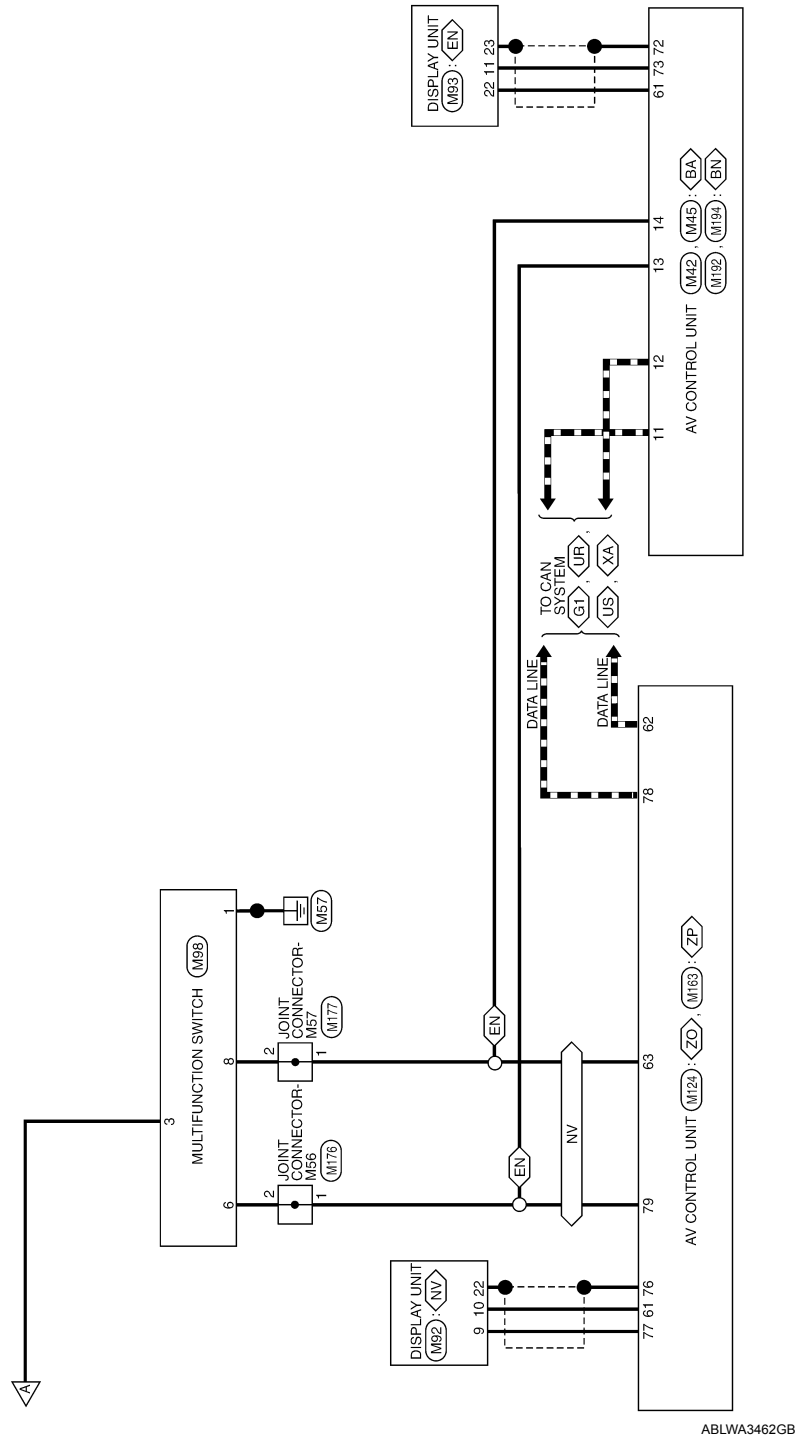 DISPLAY UNIT
M93 : EN
22 11 23
72
73
61
14
13
12
11
AV CONTROL UNIT
M42 , M45 : BA
M192 , M194 : BN
TO CAN
SYSTEM
G1 , UR ,
US , XA
DATA LINE
DATA LINE
62
78
MULTIFUNCTION SWITCH M98
3
1
8
6
M57
JOINT
CONNECTOR-
M57
M177
2
1
JOINT
CONNECTOR-
M56
M176
2
1
EN
EN
NV
63
79
A
DISPLAY UNIT
M92 : NV
9 10 22
77 61 76
AV CONTROL UNIT M124 : ZO , M163 : ZP
ABLWA3462GB